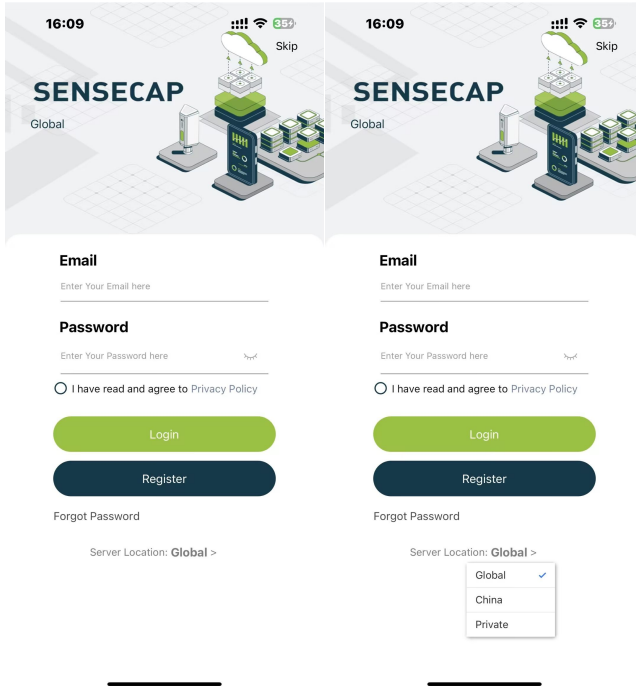 16:09
35
Skip
SENSECAP
Global
Email
Enter Your Email here
Password
Enter Your Password here
I have read and agree to Privacy Policy
Login
Register
Forgot Password
Server Location: Global >
16:09
35
Skip
SENSECAP
Global
Email
Enter Your Email here
Password
Enter Your Password here
I have read and agree to Privacy Policy
Login
Register
Forgot Password
Server Location: Global >
Global
China
Private